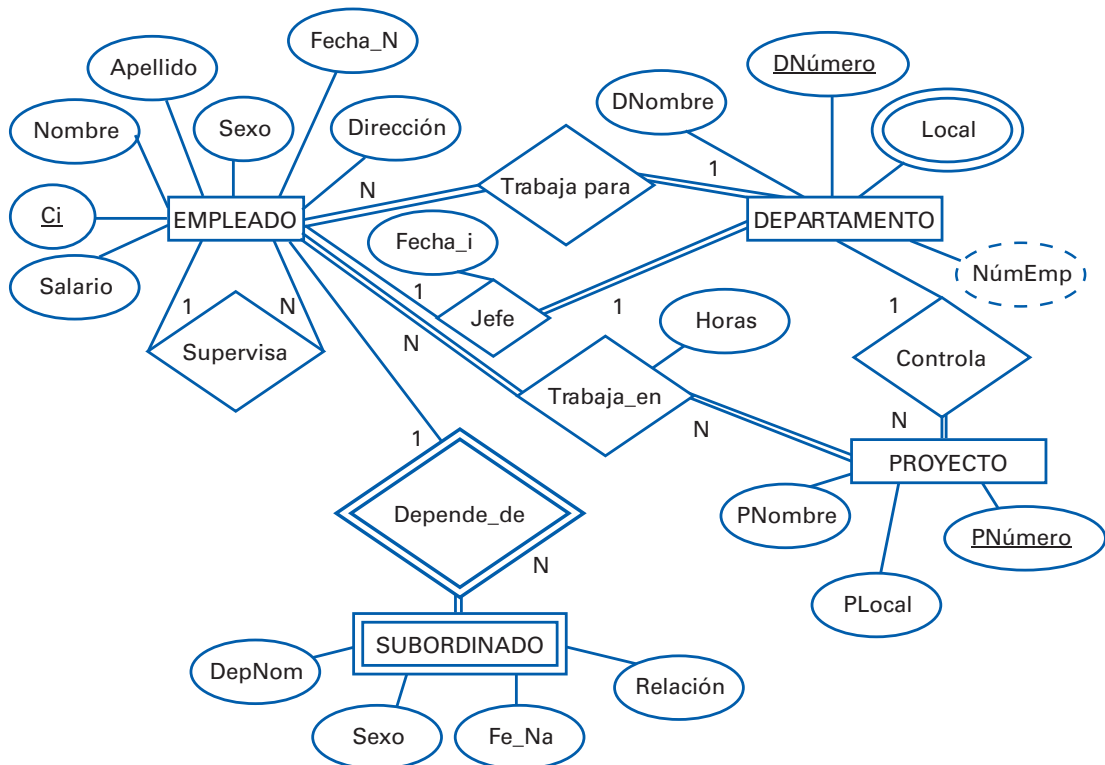 Fecha_N
Apellido
DNúmero
DNombre
Nombre
Sexo
Dirección
Local
N
Trabaja para
1
Ci
EMPLEADO
DEPARTAMENTO
Fecha_i
NúmEmp
Salario
1
N
1
Jefe
1
1
Horas
Supervisa
N
Controla
Trabaja_en
1
N
N
PROYECTO
Depende_de
PNombre
PNúmero
N
PLocal
SUBORDINADO
DepNom
Relación
Sexo
Fe_Na